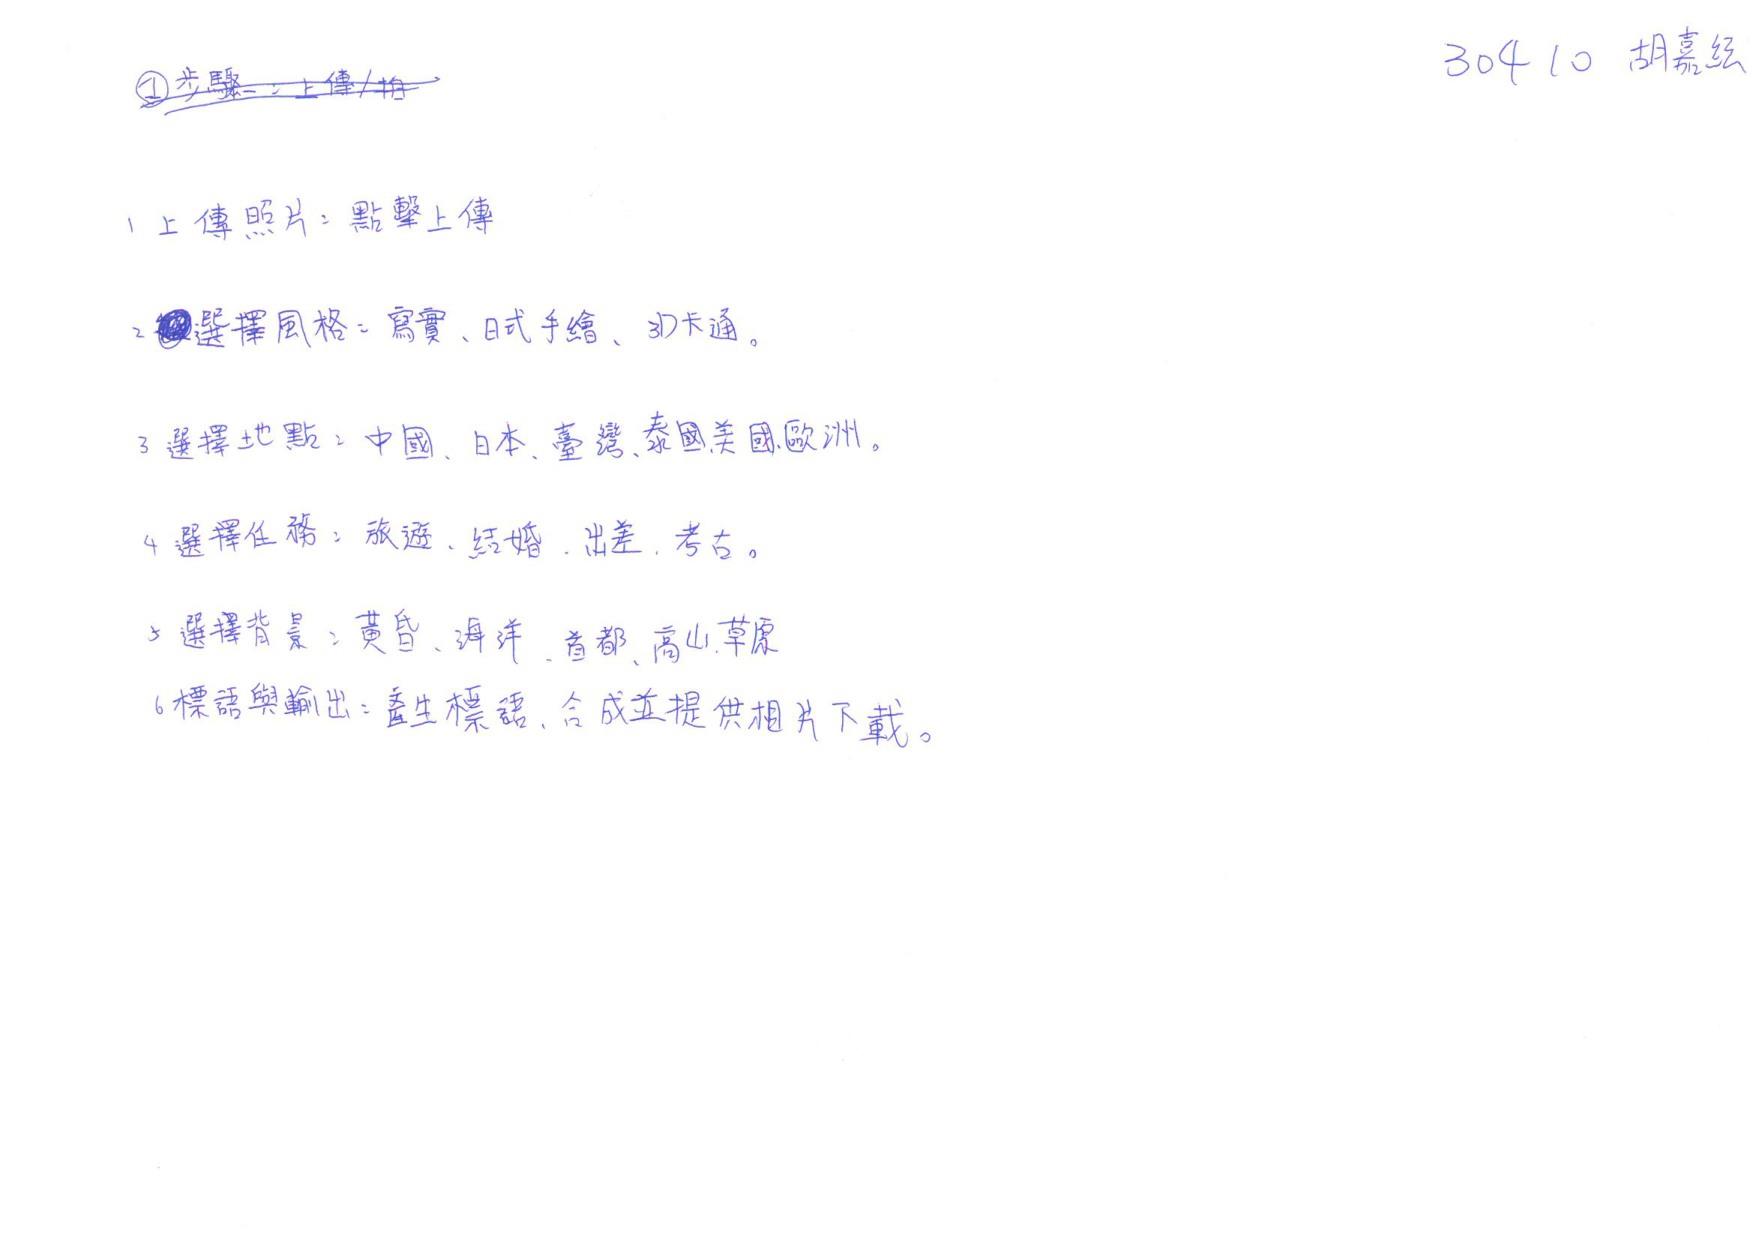 30410 胡嘉紜
①步驟一：上傳/拍
1 上傳照片：點擊上傳
2 選擇風格：寫實、日式手繪、3D卡通。
3 選擇地點：中國、日本、臺灣、泰國、美國、歐洲。
4 選擇任務：旅遊、結婚、出差、考古。
5 選擇背景：黃昏、海洋、首都、高山、草原
6 標語與輸出：產生標語、合成並提供相片下載。